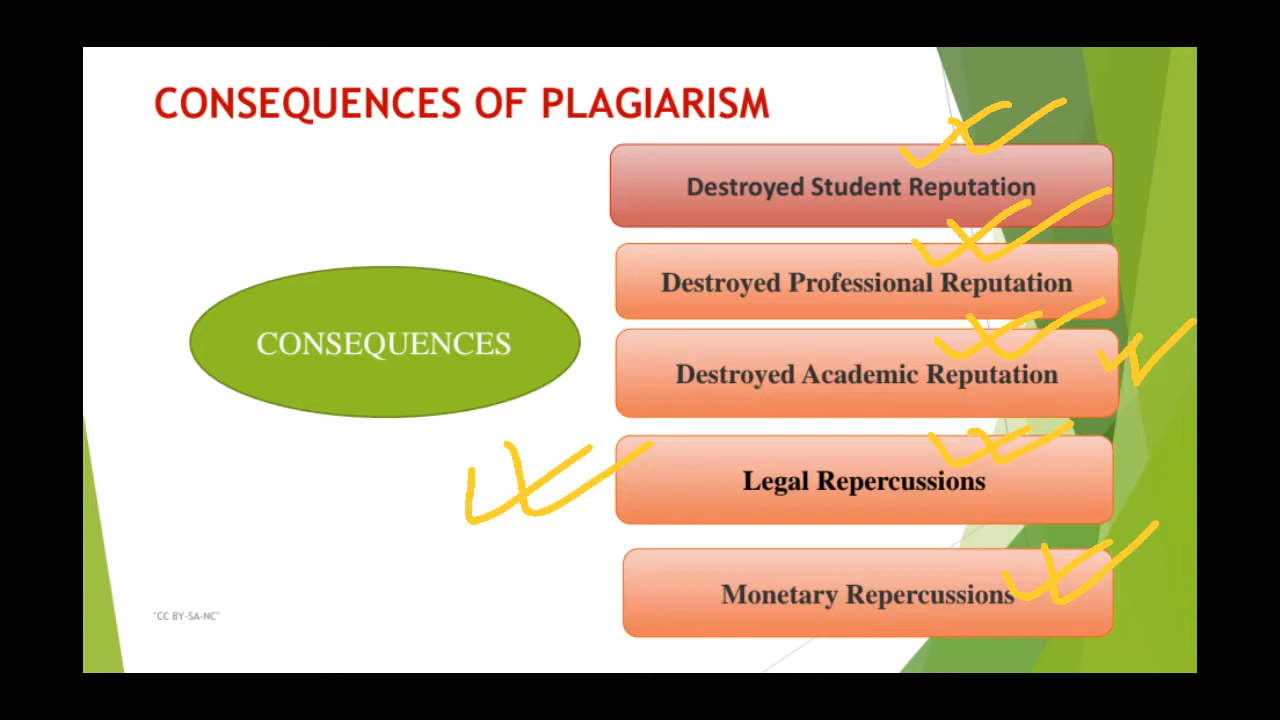 CONSEQUENCES OF PLAGIARISM
Destroyed Student Reputation
Destroyed Professional Reputation
CONSEQUENCES
Destroyed Academic Reputation
Legal Repercussions
Monetary Repercussions
"CC BY-SA-NC"